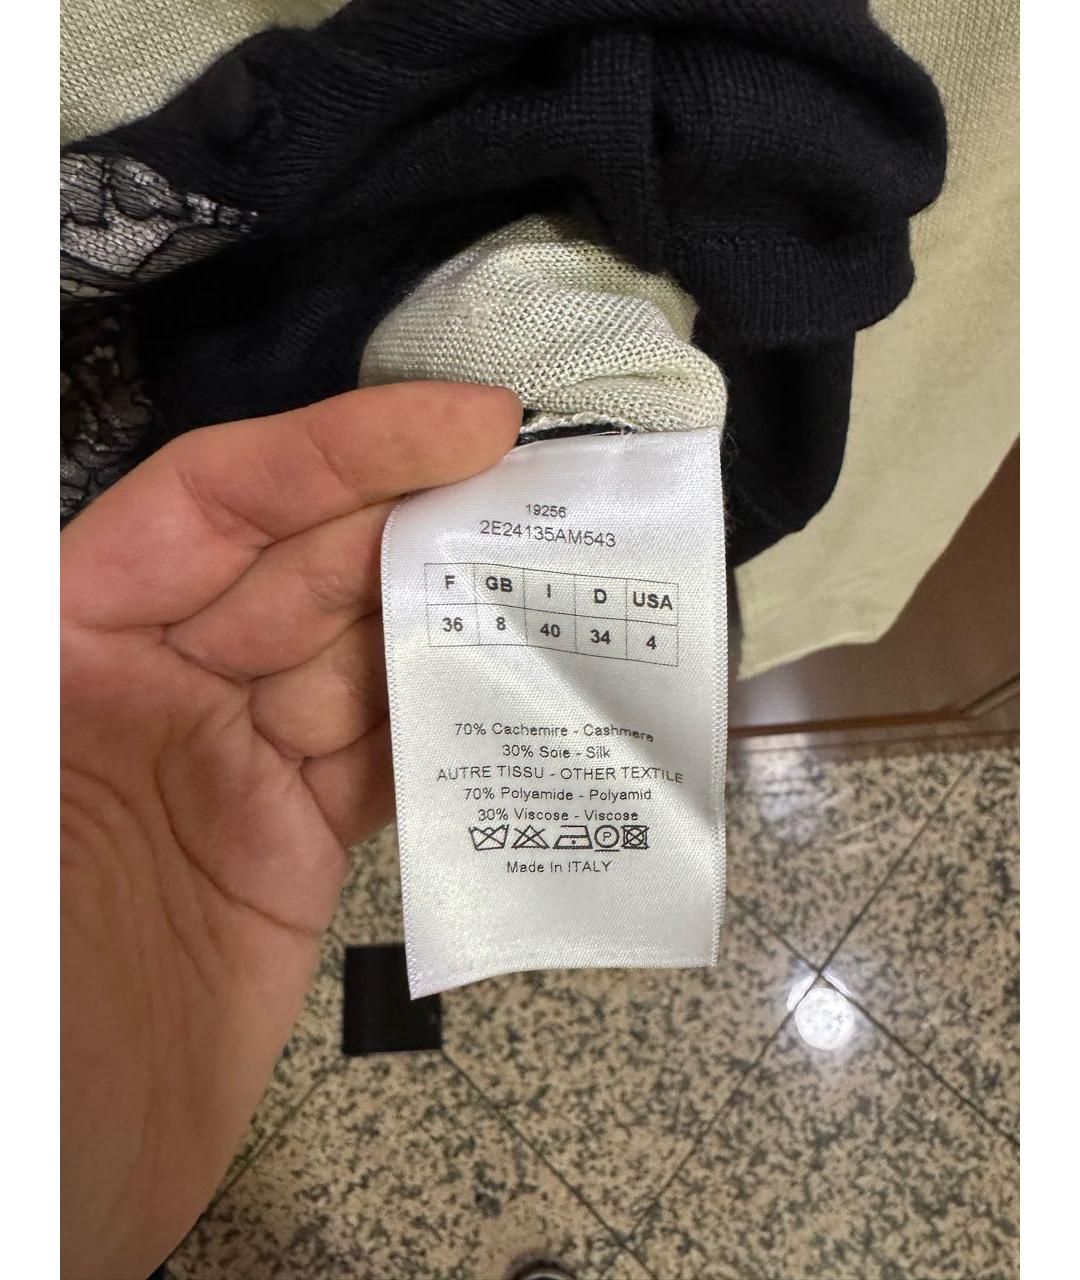 19256
2E24135AM543
F GB I D USA
36 8 40 34 4
70% Cachemire - Cashmere
30% Soie - Silk
AUTRE TISSU - OTHER TEXTILE
70% Polyamide - Polyamid
30% Viscose - Viscose
P
Made In ITALY